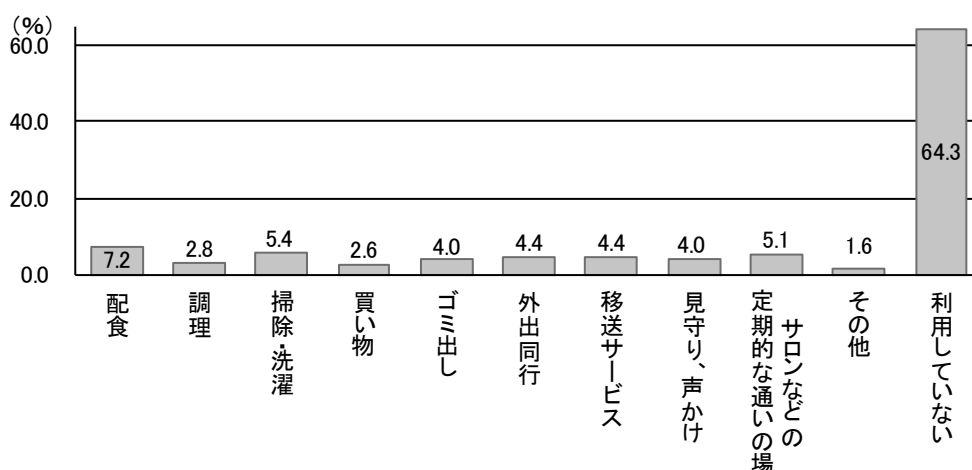 (%)
60.0
40.0
20.0
0.0
7.2
2.8
5.4
2.6
4.0
4.4
4.4
4.0
5.1
1.6
64.3
配食
調理
掃除・洗濯
買い物
ゴミ出し
外出同行
移送サービス
見守り、声かけ
サロンなどの
定期的な通いの場
その他
利用していない